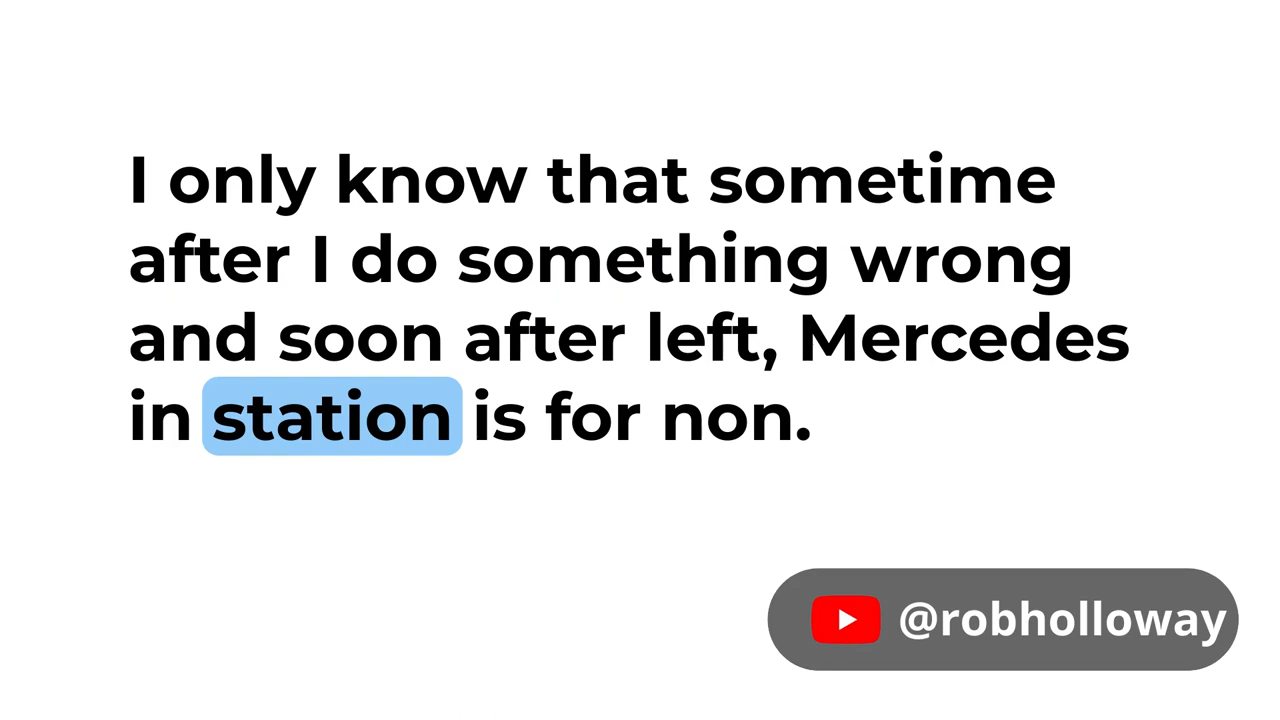 I only know that sometime
after I do something wrong
and soon after left, Mercedes
in station is for non.
@robholloway